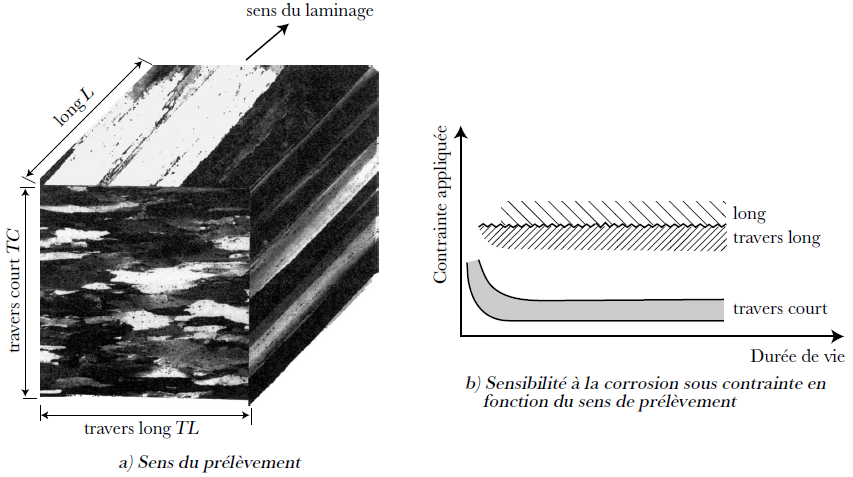 sens du laminage
long L
travers court TC
travers long TL
a) Sens du prélèvement
Contrainte appliquée
long
travers long
travers court
Durée de vie
b) Sensibilité à la corrosion sous contrainte en
fonction du sens de prélèvement